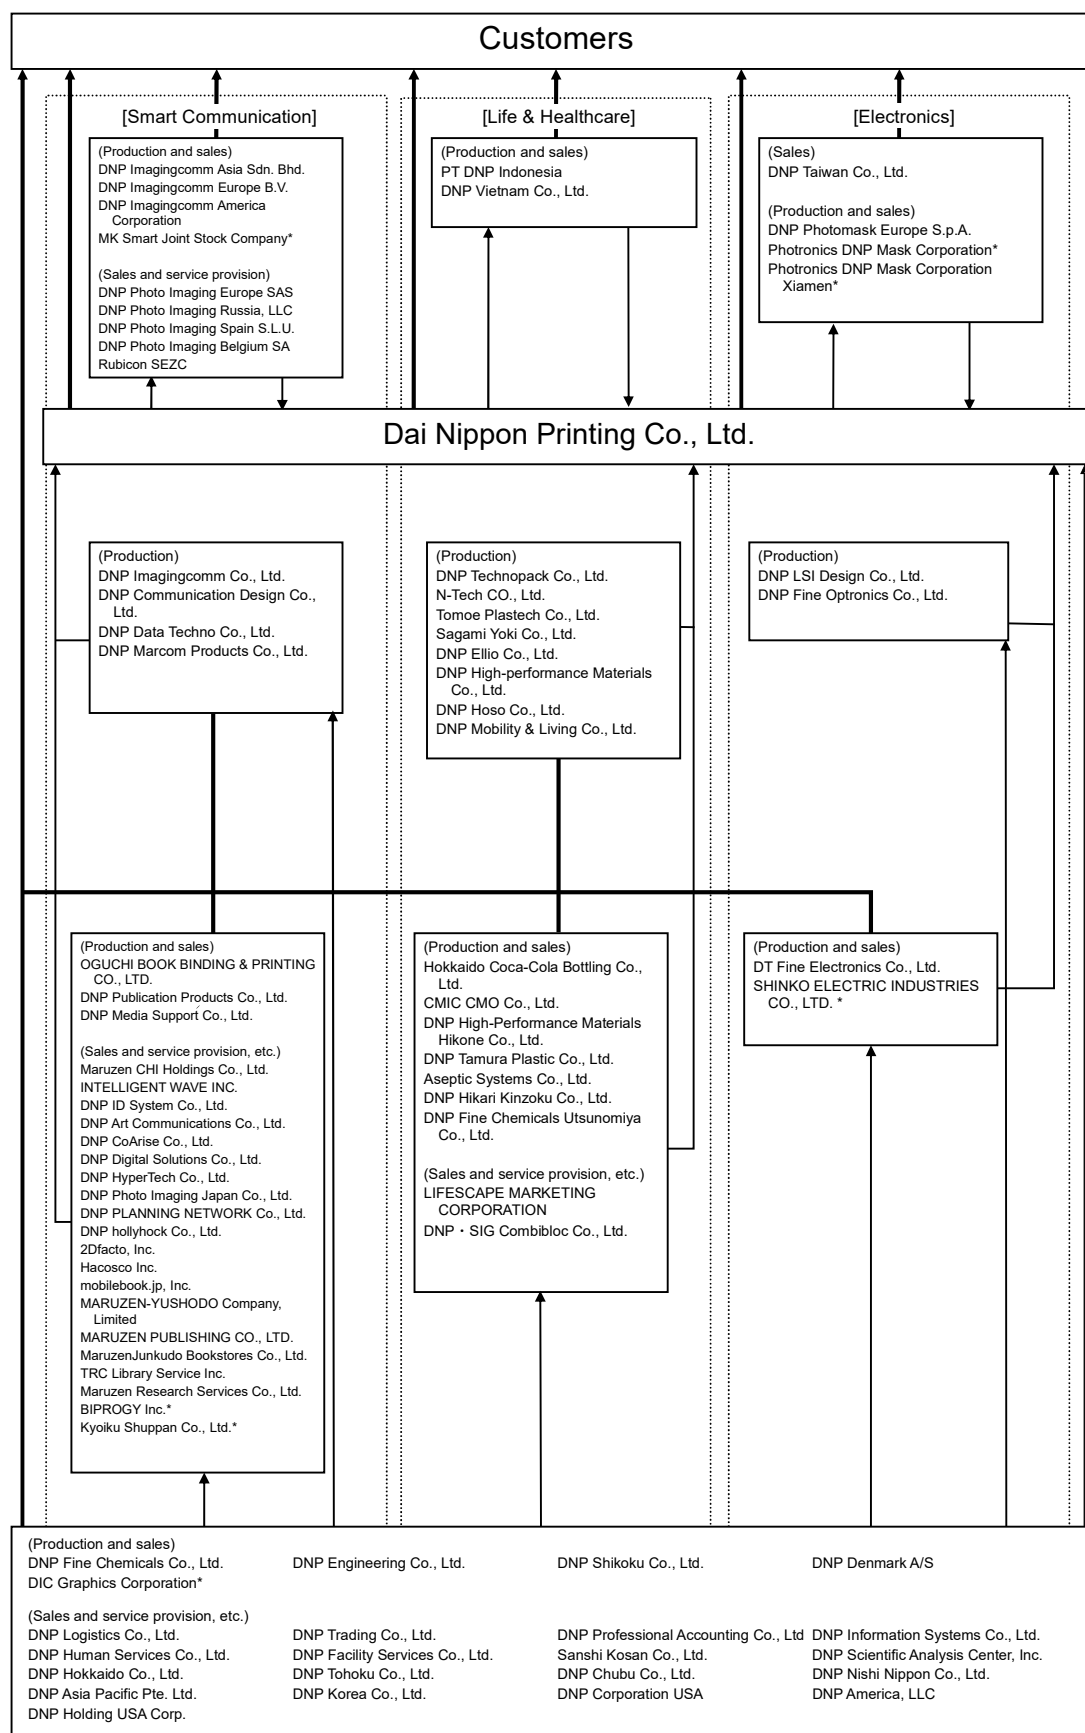 Customers
[Smart Communication]
(Production and sales)
DNP Imagingcomm Asia Sdn. Bhd.
DNP Imagingcomm Europe B.V.
DNP Imagingcomm America
Corporation
MK Smart Joint Stock Company*
(Sales and service provision)
DNP Photo Imaging Europe SAS
DNP Photo Imaging Russia, LLC
DNP Photo Imaging Spain S.L.U.
DNP Photo Imaging Belgium SA
Rubicon SEZC
[Life & Healthcare]
(Production and sales)
PT DNP Indonesia
DNP Vietnam Co., Ltd.
[Electronics]
(Sales)
DNP Taiwan Co., Ltd.
(Production and sales)
DNP Photomask Europe S.p.A.
Photronics DNP Mask Corporation*
Photronics DNP Mask Corporation
Xiamen*
Dai Nippon Printing Co., Ltd.
(Production)
DNP Imagingcomm Co., Ltd.
DNP Communication Design Co.,
Ltd.
DNP Data Techno Co., Ltd.
DNP Marcom Products Co., Ltd.
(Production)
DNP Technopack Co., Ltd.
N-Tech CO., Ltd.
Tomoe Plastech Co., Ltd.
Sagami Yoki Co., Ltd.
DNP Ellio Co., Ltd.
DNP High-performance Materials
Co., Ltd.
DNP Hoso Co., Ltd.
DNP Mobility & Living Co., Ltd.
(Production)
DNP LSI Design Co., Ltd.
DNP Fine Optronics Co., Ltd.
(Production and sales)
OGUCHI BOOK BINDING & PRINTING
CO., LTD.
DNP Publication Products Co., Ltd.
DNP Media Support Co., Ltd.
(Sales and service provision, etc.)
Maruzen CHI Holdings Co., Ltd.
INTELLIGENT WAVE INC.
DNP ID System Co., Ltd.
DNP Art Communications Co., Ltd.
DNP CoArise Co., Ltd.
DNP Digital Solutions Co., Ltd.
DNP HyperTech Co., Ltd.
DNP Photo Imaging Japan Co., Ltd.
DNP PLANNING NETWORK Co., Ltd.
DNP hollyhock Co., Ltd.
2Dfacto, Inc.
Hacosco Inc.
mobilebook.jp, Inc.
MARUZEN-YUSHODO Company,
Limited
MARUZEN PUBLISHING CO., LTD.
MaruzenJunkudo Bookstores Co., Ltd.
TRC Library Service Inc.
Maruzen Research Services Co., Ltd.
BIPROGY Inc.*
Kyoiku Shuppan Co., Ltd.*
(Production and sales)
Hokkaido Coca-Cola Bottling Co.,
Ltd.
CMIC CMO Co., Ltd.
DNP High-Performance Materials
Hikone Co., Ltd.
DNP Tamura Plastic Co., Ltd.
Aseptic Systems Co., Ltd.
DNP Hikari Kinzoku Co., Ltd.
DNP Fine Chemicals Utsunomiya
Co., Ltd.
(Sales and service provision, etc.)
LIFESCAPE MARKETING
CORPORATION
DNP・SIG Combibloc Co., Ltd.
(Production and sales)
DT Fine Electronics Co., Ltd.
SHINKO ELECTRIC INDUSTRIES
CO., LTD. *
(Production and sales)
DNP Fine Chemicals Co., Ltd. DNP Engineering Co., Ltd. DNP Shikoku Co., Ltd. DNP Denmark A/S
DIC Graphics Corporation*
(Sales and service provision, etc.)
DNP Logistics Co., Ltd. DNP Trading Co., Ltd. DNP Professional Accounting Co., Ltd DNP Information Systems Co., Ltd.
DNP Human Services Co., Ltd. DNP Facility Services Co., Ltd. Sanshi Kosan Co., Ltd. DNP Scientific Analysis Center, Inc.
DNP Hokkaido Co., Ltd. DNP Tohoku Co., Ltd. DNP Chubu Co., Ltd. DNP Nishi Nippon Co., Ltd.
DNP Asia Pacific Pte. Ltd. DNP Korea Co., Ltd. DNP Corporation USA DNP America, LLC
DNP Holding USA Corp.